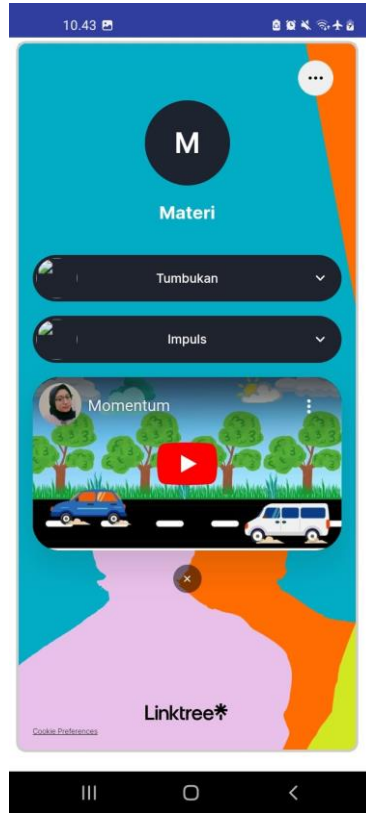 10.43
M
Materi
Tumbukan
Impuls
Momentum
Linktree
Cookie Preferences